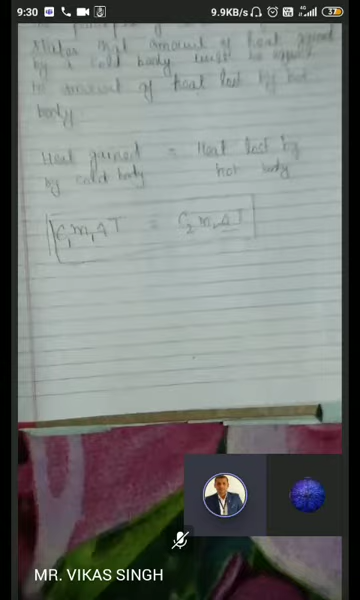 9:30
9.9KB/s
4G
37
states that amount of heat gained
by a cold body must be equal
to amount of heat lost by hot
body
Heat gained = Heat lost by
by cold body hot body
C₁m₁ΔT = C₂m₂ΔT
MR. VIKAS SINGH